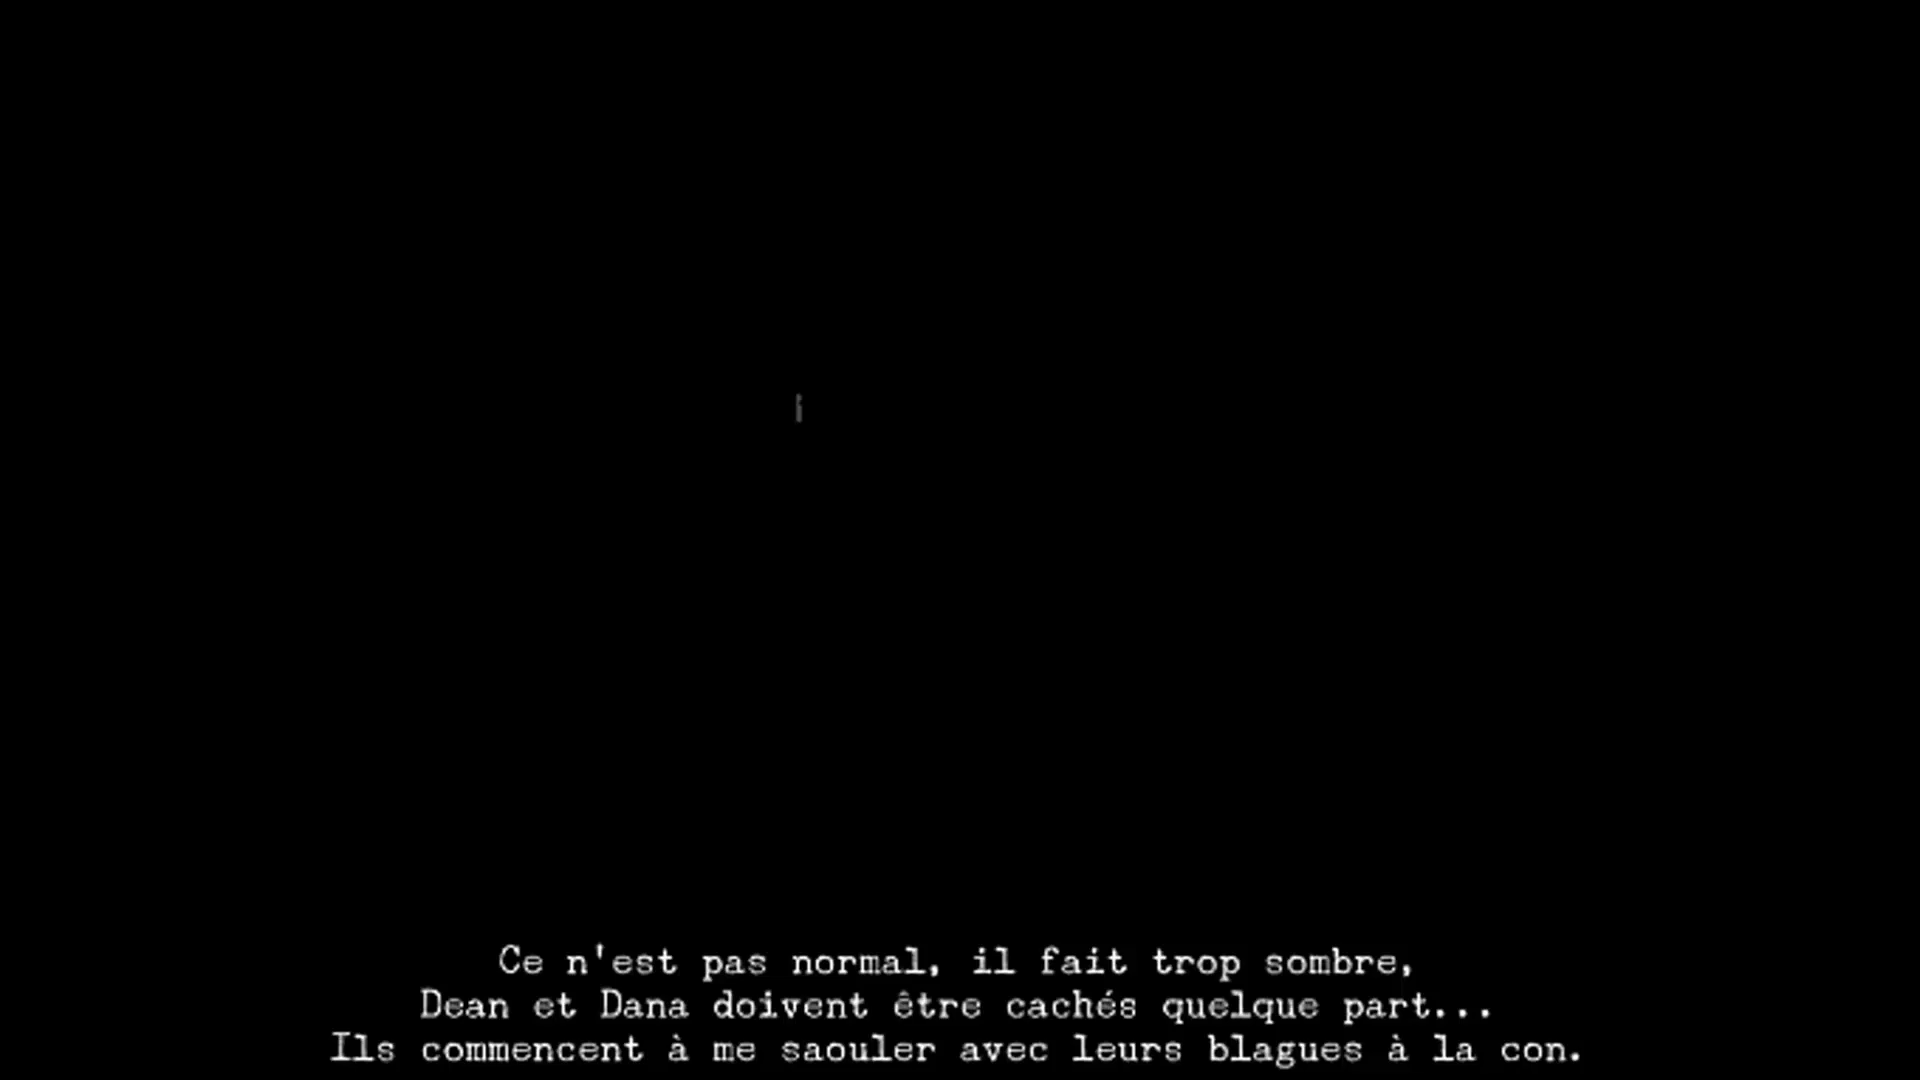 Ce n'est pas normal, il fait trop sombre,
Dean et Dana doivent être cachés quelque part...
Ils commencent à me saouler avec leurs blagues à la con.